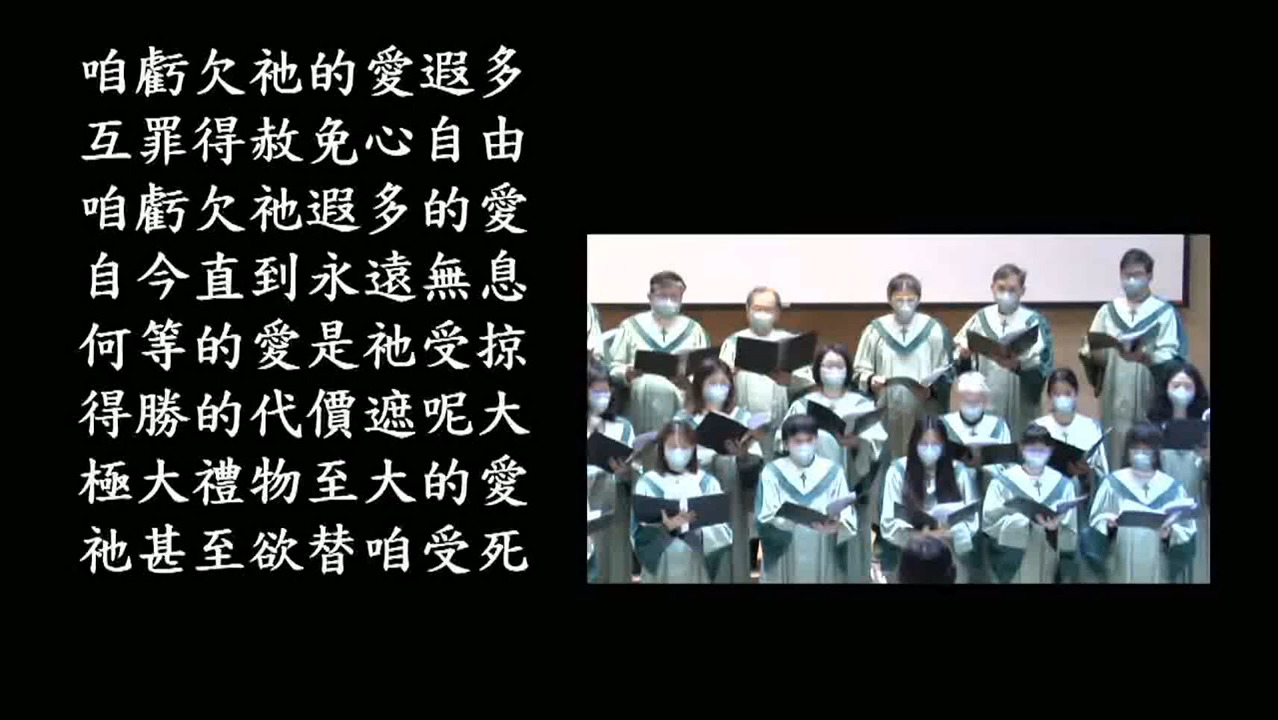 咱虧欠祂的愛遐多
互罪得赦免心自由
咱虧欠祂遐多的愛
自今直到永遠無息
何等的愛是祂受掠
得勝的代價遮呢大
極大禮物至大的愛
祂甚至欲替咱受死